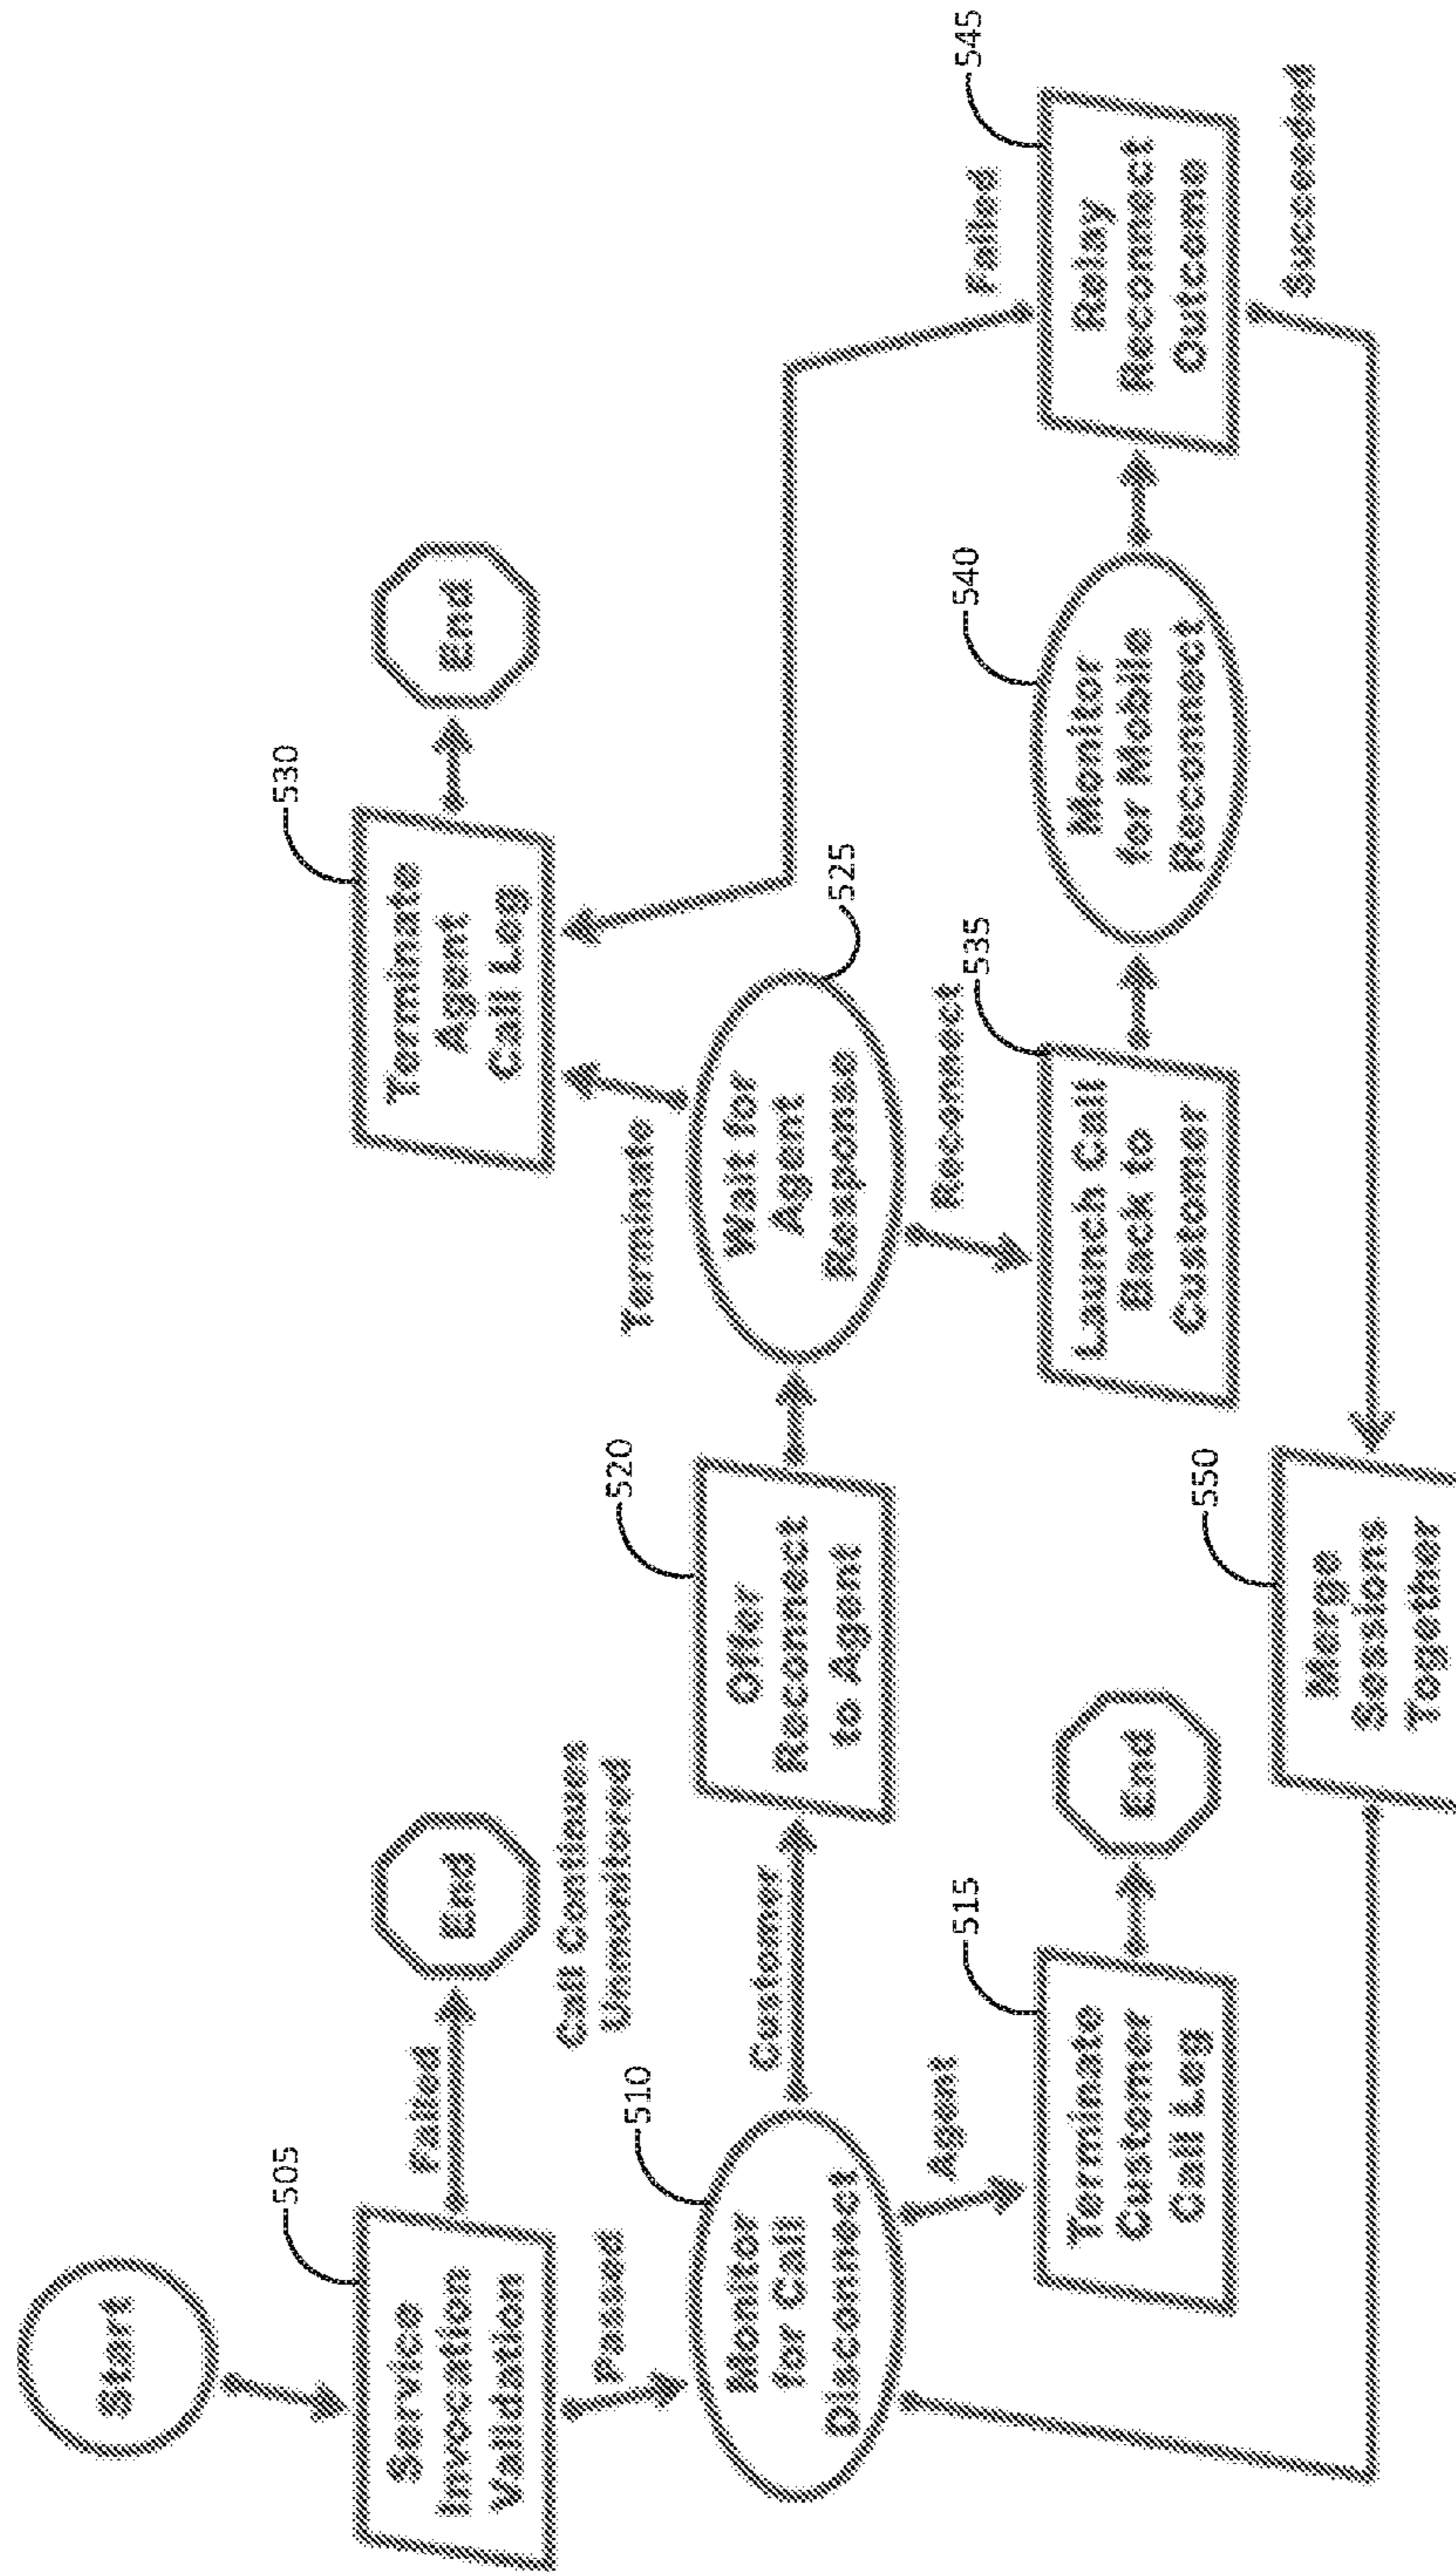 Start
505
Service
Invocation
Validation
Failed
End
Call Continues
Unmonitored
Passed
510
Monitor
for Call
Disconnect
Customer
520
Offer
Reconnect
to Agent
525
Wait for
Agent
Response
Terminate
530
Terminate
Agent
Call Leg
End
Agent
515
Terminate
Customer
Call Leg
End
Reconnect
535
Launch Call
Back to
Customer
540
Monitor
for Mobile
Reconnect
545
Relay
Reconnect
Outcome
Failed
Succeeded
550
Merge
Sessions
Together